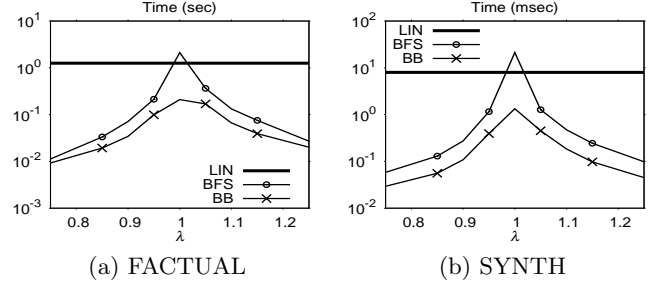 Time (sec)
10^1
10^0
10^-1
10^-2
10^-3
0.8 0.9 1 1.1 1.2
λ
LIN
BFS
BB
(a) FACTUAL
Time (msec)
10^2
10^1
10^0
10^-1
10^-2
0.8 0.9 1 1.1 1.2
λ
LIN
BFS
BB
(b) SYNTH